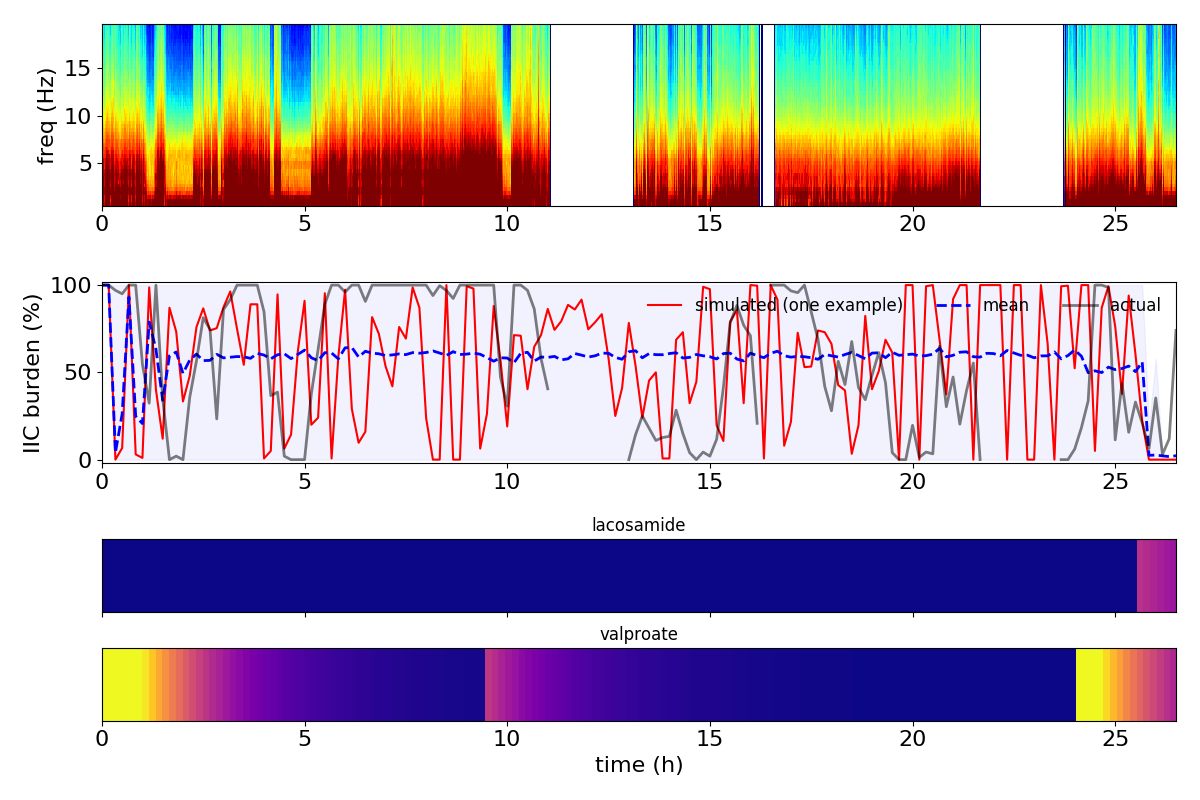 freq (Hz)
15
10
5
0 5 10 15 20 25
IIC burden (%)
100
50
0
simulated (one example) mean actual
0 5 10 15 20 25
lacosamide
valproate
0 5 10 15 20 25
time (h)